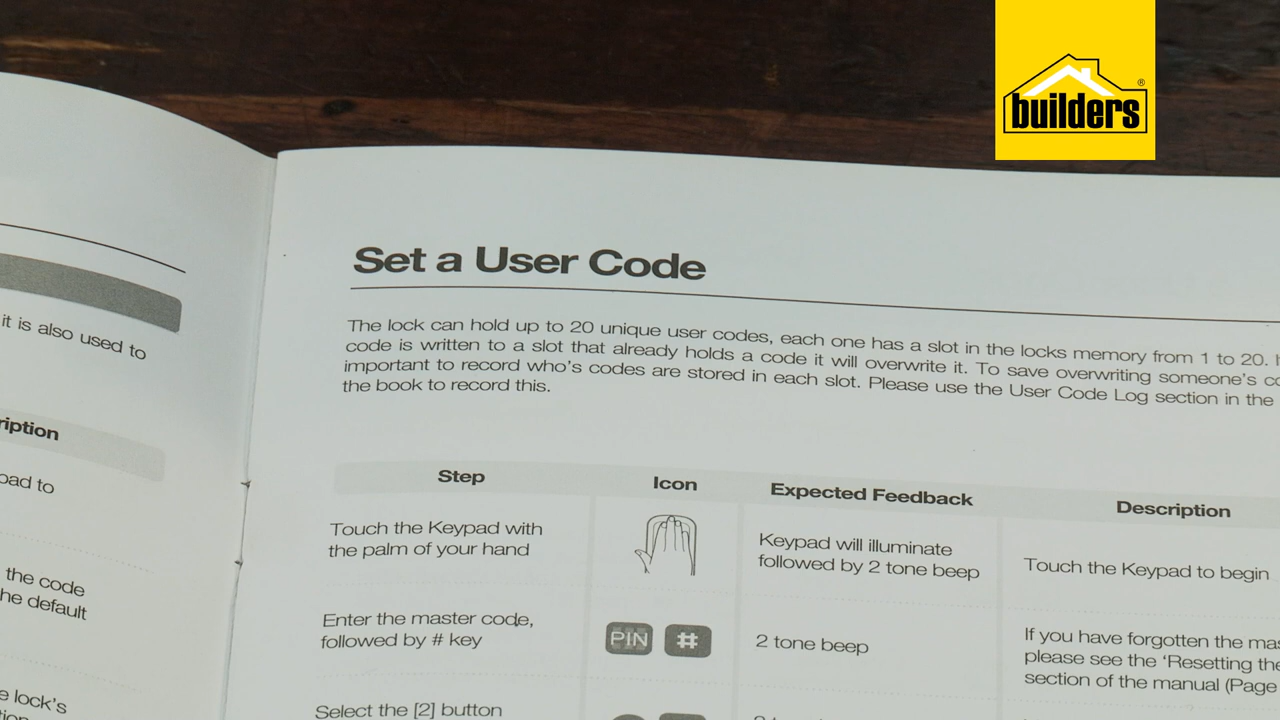 builders®
it is also used to
ription
pad to
the code
he default
e lock's
Set a User Code
The lock can hold up to 20 unique user codes, each one has a slot in the locks memory from 1 to 20.
code is written to a slot that already holds a code it will overwrite it. To save overwriting someone's
important to record who's codes are stored in each slot. Please use the User Code Log section in the
the book to record this.
Step Icon Expected Feedback Description
Touch the Keypad with
the palm of your hand
Keypad will illuminate
followed by 2 tone beep
Touch the Keypad to begin
Enter the master code,
followed by # key
PIN #
2 tone beep
If you have forgotten the
please see the 'Resetting the
section of the manual (Page
Select the [2] button